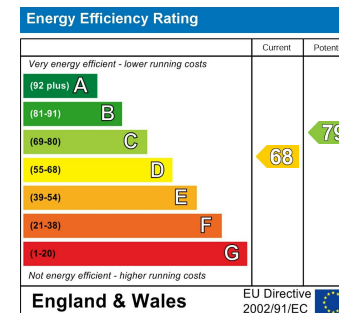 Energy Efficiency Rating
Current Potent
Very energy efficient - lower running costs
(92 plus) A
(81-91) B
(69-80) C
79
(55-68) D
68
(39-54) E
(21-38) F
(1-20) G
Not energy efficient - higher running costs
England & Wales
EU Directive
2002/91/EC